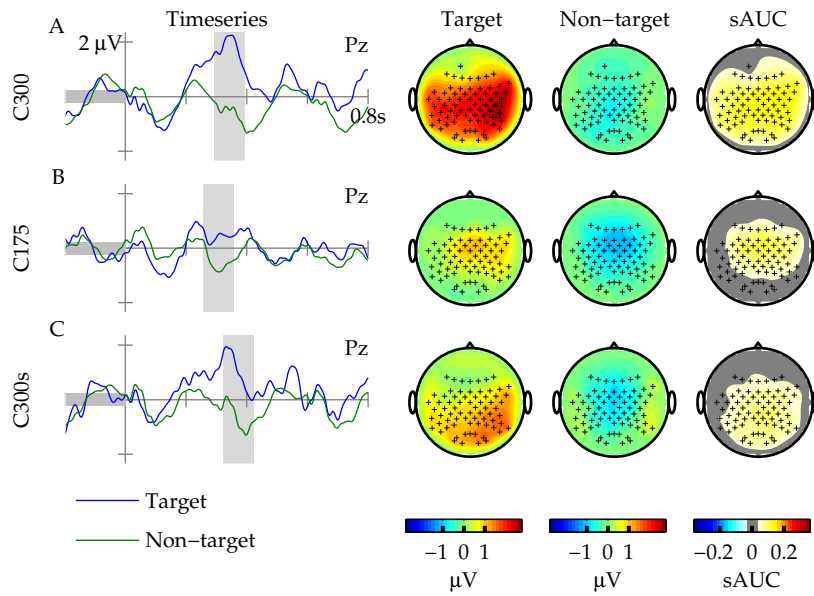 A Timeseries Target Non-target sAUC
2 µV Pz
C300
0.8s
B
Pz
C175
C
Pz
C300s
Target
Non-target
-1 0 1 -1 0 1 -0.2 0 0.2
µV µV sAUC